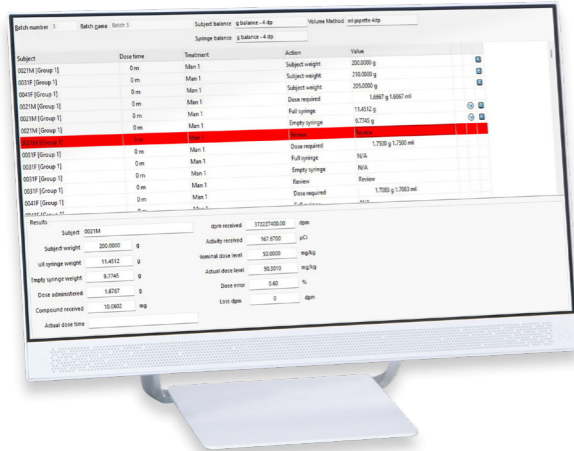 Batch number 3 Batch name Batch 3 Subject balance g balance - 4 dp Volume Method ml pipette 4dp
Syringe balance g balance - 4 dp
Subject Dose time Treatment Action Value
0021M [Group 1] 0 m Man 1 Subject weight 200.0000 g
0031F [Group 1] 0 m Man 1 Subject weight 210.0000 g
0041F [Group 1] 0 m Man 1 Subject weight 205.0000 g
0021M [Group 1] 0 m Man 1 Dose required 1.6667 g 1.6667 ml
0021M [Group 1] 0 m Man 1 Full syringe 11.4512 g
0021M [Group 1] 0 m Man 1 Empty syringe 9.7745 g
0021M [Group 1] 0 m Man 1 Review Review
0031F [Group 1] 0 m Man 1 Dose required 1.7500 g 1.7500 ml
0031F [Group 1] 0 m Man 1 Full syringe N/A
0031F [Group 1] 0 m Man 1 Empty syringe N/A
0031F [Group 1] 0 m Man 1 Review Review
0041F [Group 1] 0 m Man 1 Dose required 1.7083 g 1.7083 ml
Results
Subject 0021M dpm received 372227400.00 dpm
Subject weight 200.0000 g Activity received 167.6700 µCi
ull syringe weight 11.4512 g Nominal dose level 50.0000 mg/kg
Empty syringe weight 9.7745 g Actual dose level 50.3010 mg/kg
Dose administered 1.6767 g Dose error 0.60 %
Compound received 10.0602 mg Loss dpm 0 dpm
Actual dose time